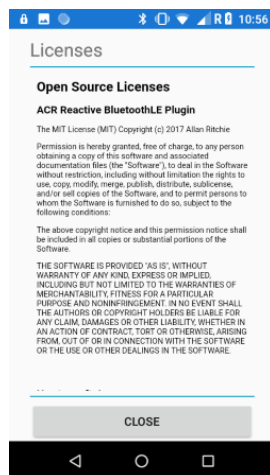 R 10:56
Licenses
Open Source Licenses
ACR Reactive BluetoothLE Plugin
The MIT License (MIT) Copyright (c) 2017 Allan Ritchie
Permission is hereby granted, free of charge, to any person
obtaining a copy of this software and associated
documentation files (the "Software"), to deal in the Software
without restriction, including without limitation the rights to
use, copy, modify, merge, publish, distribute, sublicense,
and/or sell copies of the Software, and to permit persons to
whom the Software is furnished to do so, subject to the
following conditions:
The above copyright notice and this permission notice shall
be included in all copies or substantial portions of the
Software.
THE SOFTWARE IS PROVIDED "AS IS", WITHOUT
WARRANTY OF ANY KIND, EXPRESS OR IMPLIED,
INCLUDING BUT NOT LIMITED TO THE WARRANTIES OF
MERCHANTABILITY, FITNESS FOR A PARTICULAR
PURPOSE AND NONINFRINGEMENT. IN NO EVENT SHALL
THE AUTHORS OR COPYRIGHT HOLDERS BE LIABLE FOR
ANY CLAIM, DAMAGES OR OTHER LIABILITY, WHETHER IN
AN ACTION OF CONTRACT, TORT OR OTHERWISE, ARISING
FROM, OUT OF OR IN CONNECTION WITH THE SOFTWARE
OR THE USE OR OTHER DEALINGS IN THE SOFTWARE.
CLOSE